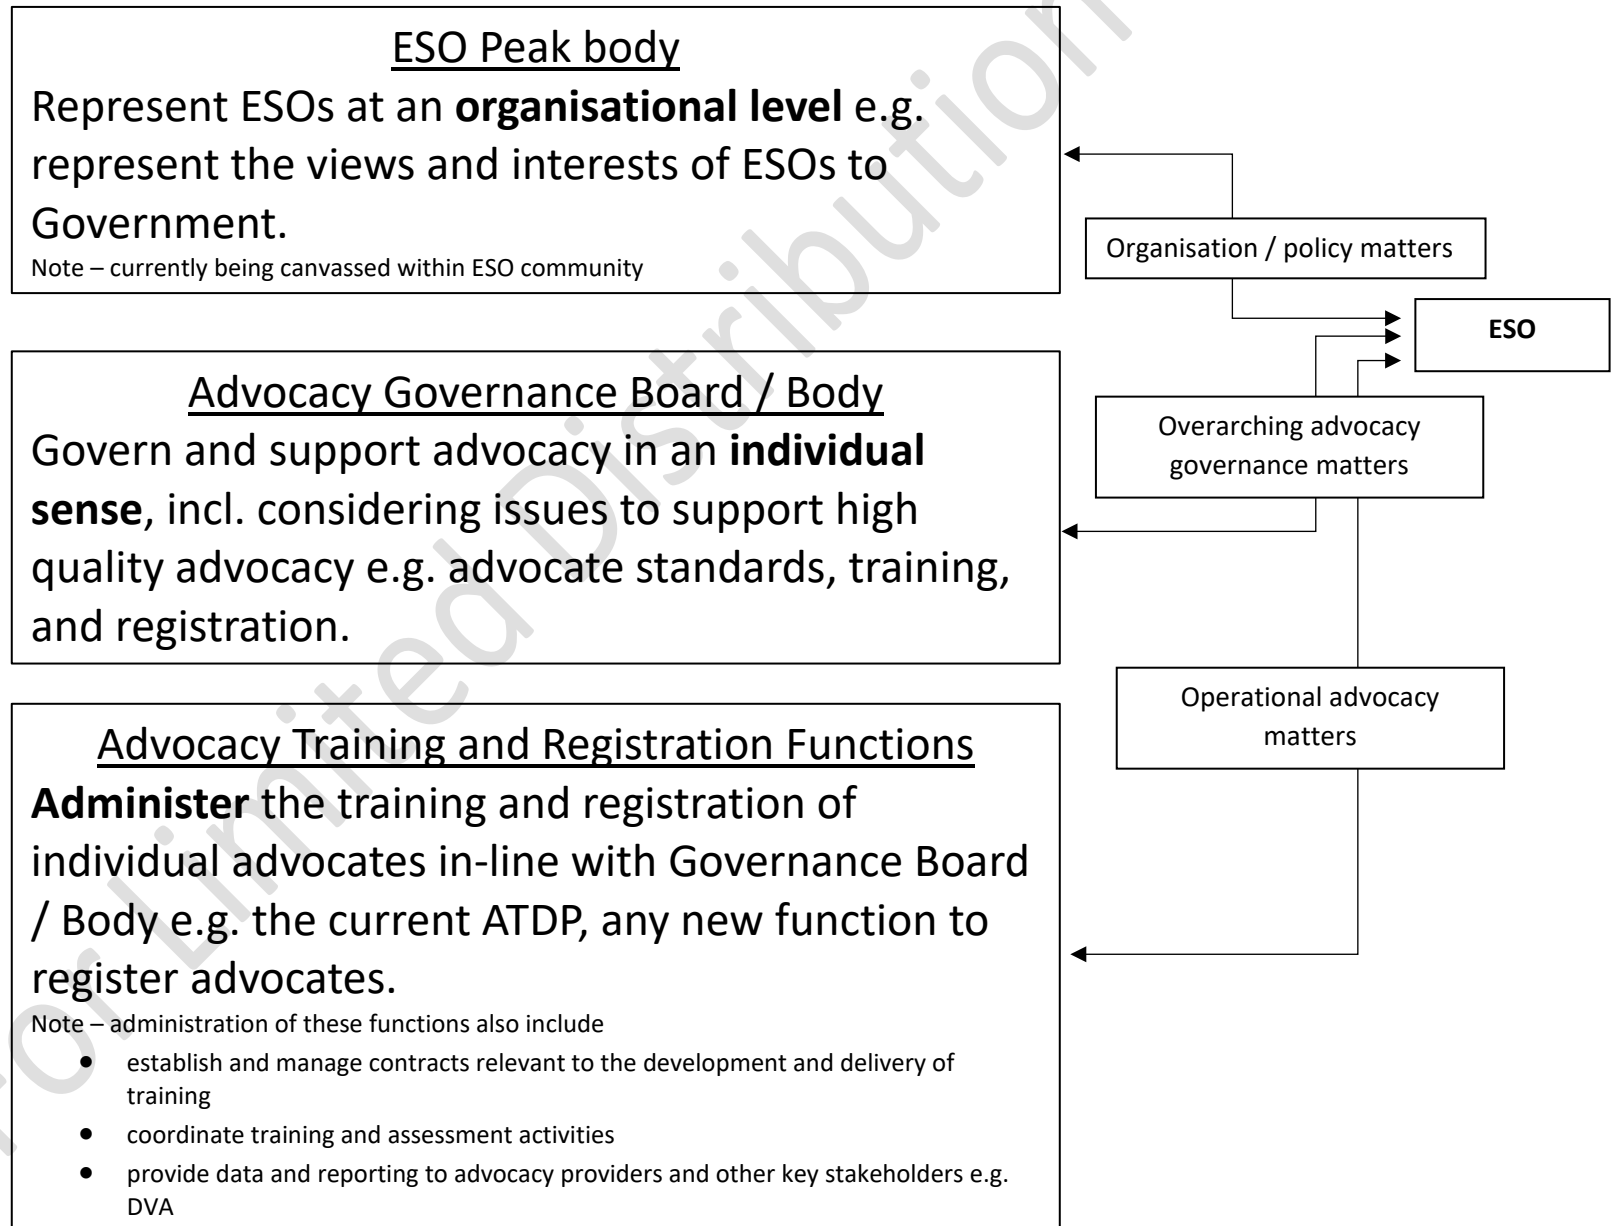 ESO Peak body
Represent ESOs at an organisational level e.g.
represent the views and interests of ESOs to
Government.
Note – currently being canvassed within ESO community
Organisation / policy matters
ESO
Advocacy Governance Board / Body
Govern and support advocacy in an individual
sense, incl. considering issues to support high
quality advocacy e.g. advocate standards, training,
and registration.
Overarching advocacy
governance matters
Operational advocacy
matters
Advocacy Training and Registration Functions
Administer the training and registration of
individual advocates in-line with Governance Board
/ Body e.g. the current ATDP, any new function to
register advocates.
Note – administration of these functions also include
● establish and manage contracts relevant to the development and delivery of
training
● coordinate training and assessment activities
● provide data and reporting to advocacy providers and other key stakeholders e.g.
DVA
For Limited Distribution